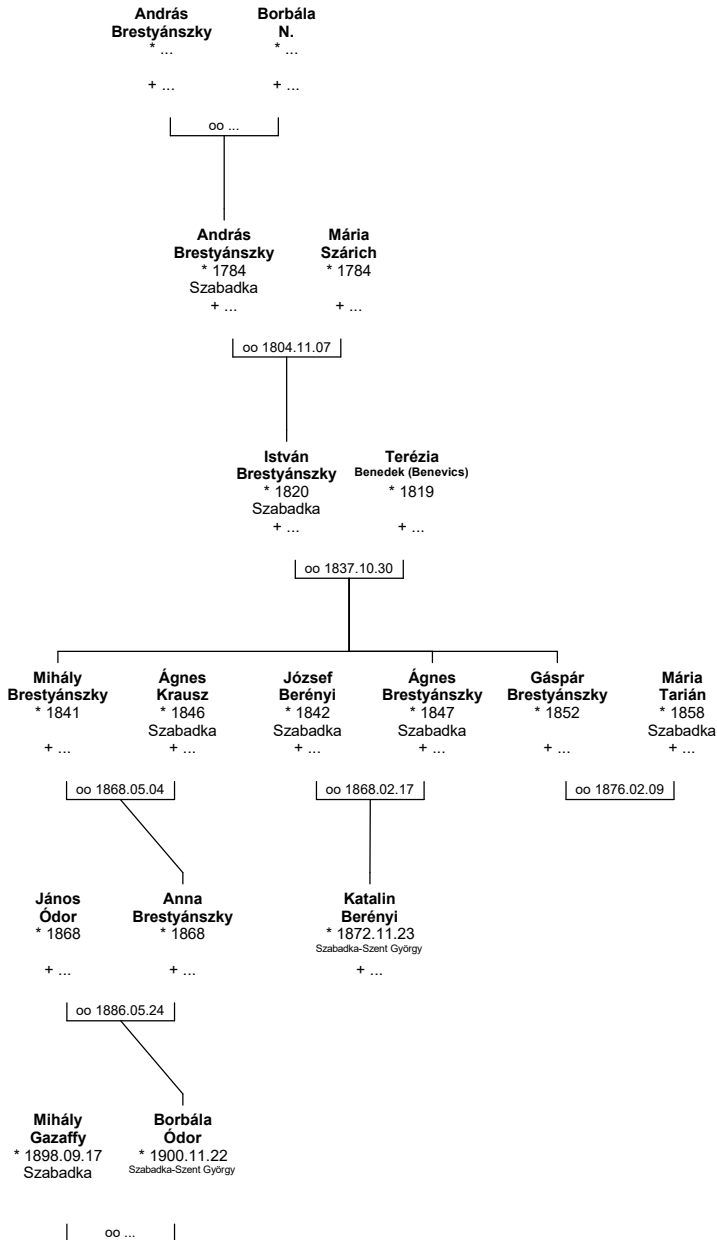 András
Brestyánszky
* ...
+ ...
Borbála
N.
* ...
+ ...
oo ...
András
Brestyánszky
* 1784
Szabadka
+ ...
Mária
Szárich
* 1784
+ ...
oo 1804.11.07
István
Brestyánszky
* 1820
Szabadka
+ ...
Terézia
Benedek (Benevics)
* 1819
+ ...
oo 1837.10.30
Mihály
Brestyánszky
* 1841
+ ...
Ágnes
Krausz
* 1846
Szabadka
+ ...
József
Berényi
* 1842
Szabadka
+ ...
Ágnes
Brestyánszky
* 1847
Szabadka
+ ...
Gáspár
Brestyánszky
* 1852
+ ...
Mária
Tarián
* 1858
Szabadka
+ ...
oo 1868.05.04
oo 1868.02.17
oo 1876.02.09
János
Ódor
* 1868
+ ...
Anna
Brestyánszky
* 1868
+ ...
Katalin
Berényi
* 1872.11.23
Szabadka-Szent György
+ ...
oo 1886.05.24
Mihály
Gazaffy
* 1898.09.17
Szabadka
Borbála
Ódor
* 1900.11.22
Szabadka-Szent György
oo ...